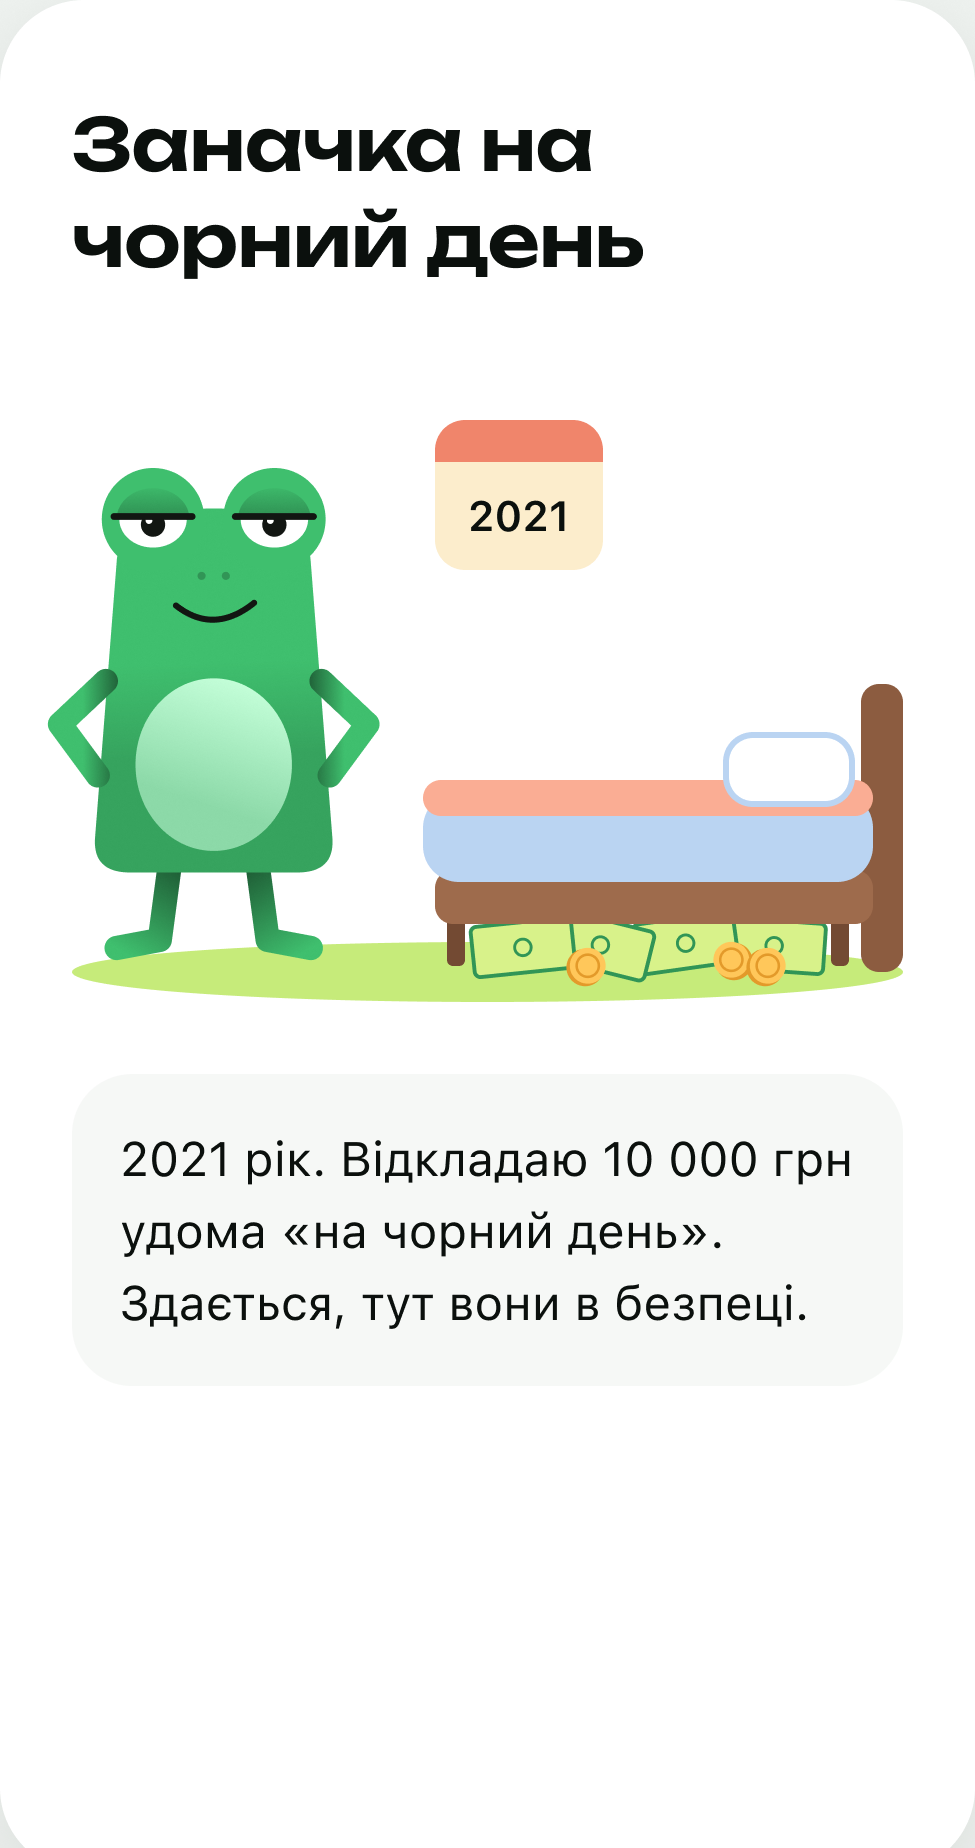 Заначка на
чорний день
2021
2021 рік. Відкладаю 10 000 грн
удома «на чорний день».
Здається, тут вони в безпеці.